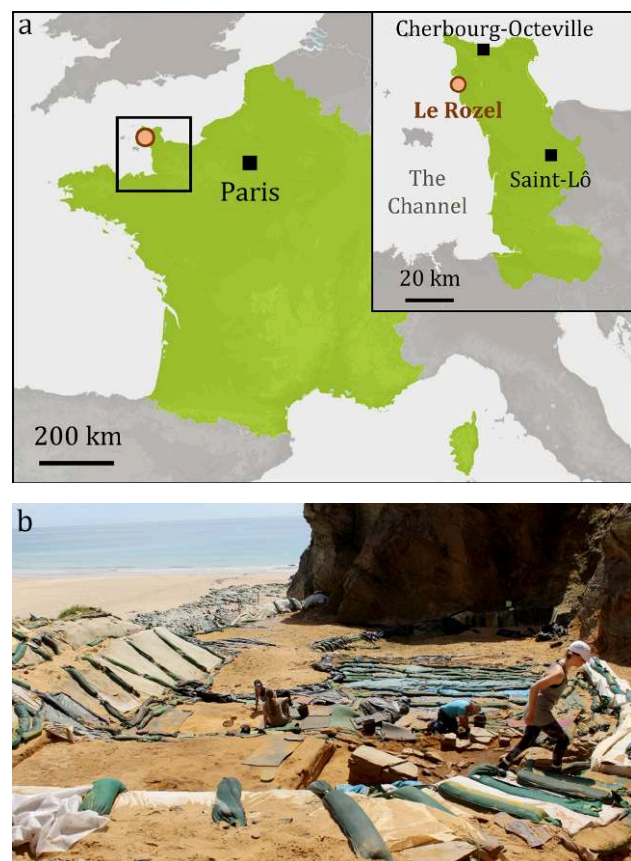 a
Paris
200 km
Cherbourg-Octeville
Le Rozel
Saint-Lô
The
Channel
20 km
b